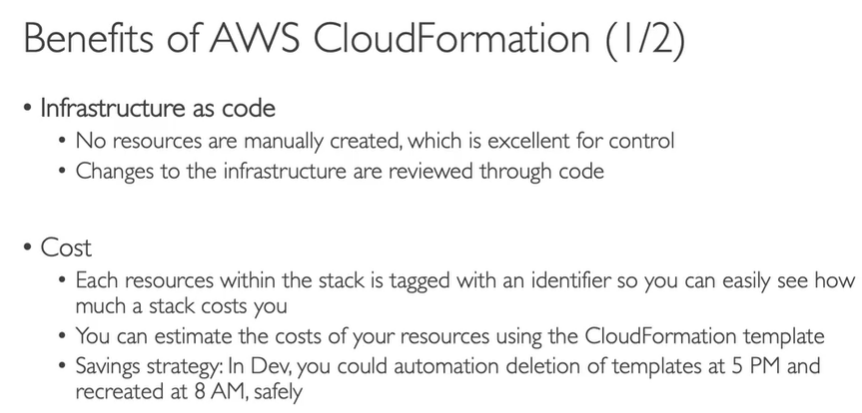 Benefits of AWS CloudFormation (1/2)
• Infrastructure as code
• No resources are manually created, which is excellent for control
• Changes to the infrastructure are reviewed through code
• Cost
• Each resources within the stack is tagged with an identifier so you can easily see how
much a stack costs you
• You can estimate the costs of your resources using the CloudFormation template
• Savings strategy: In Dev, you could automation deletion of templates at 5 PM and
recreated at 8 AM, safely